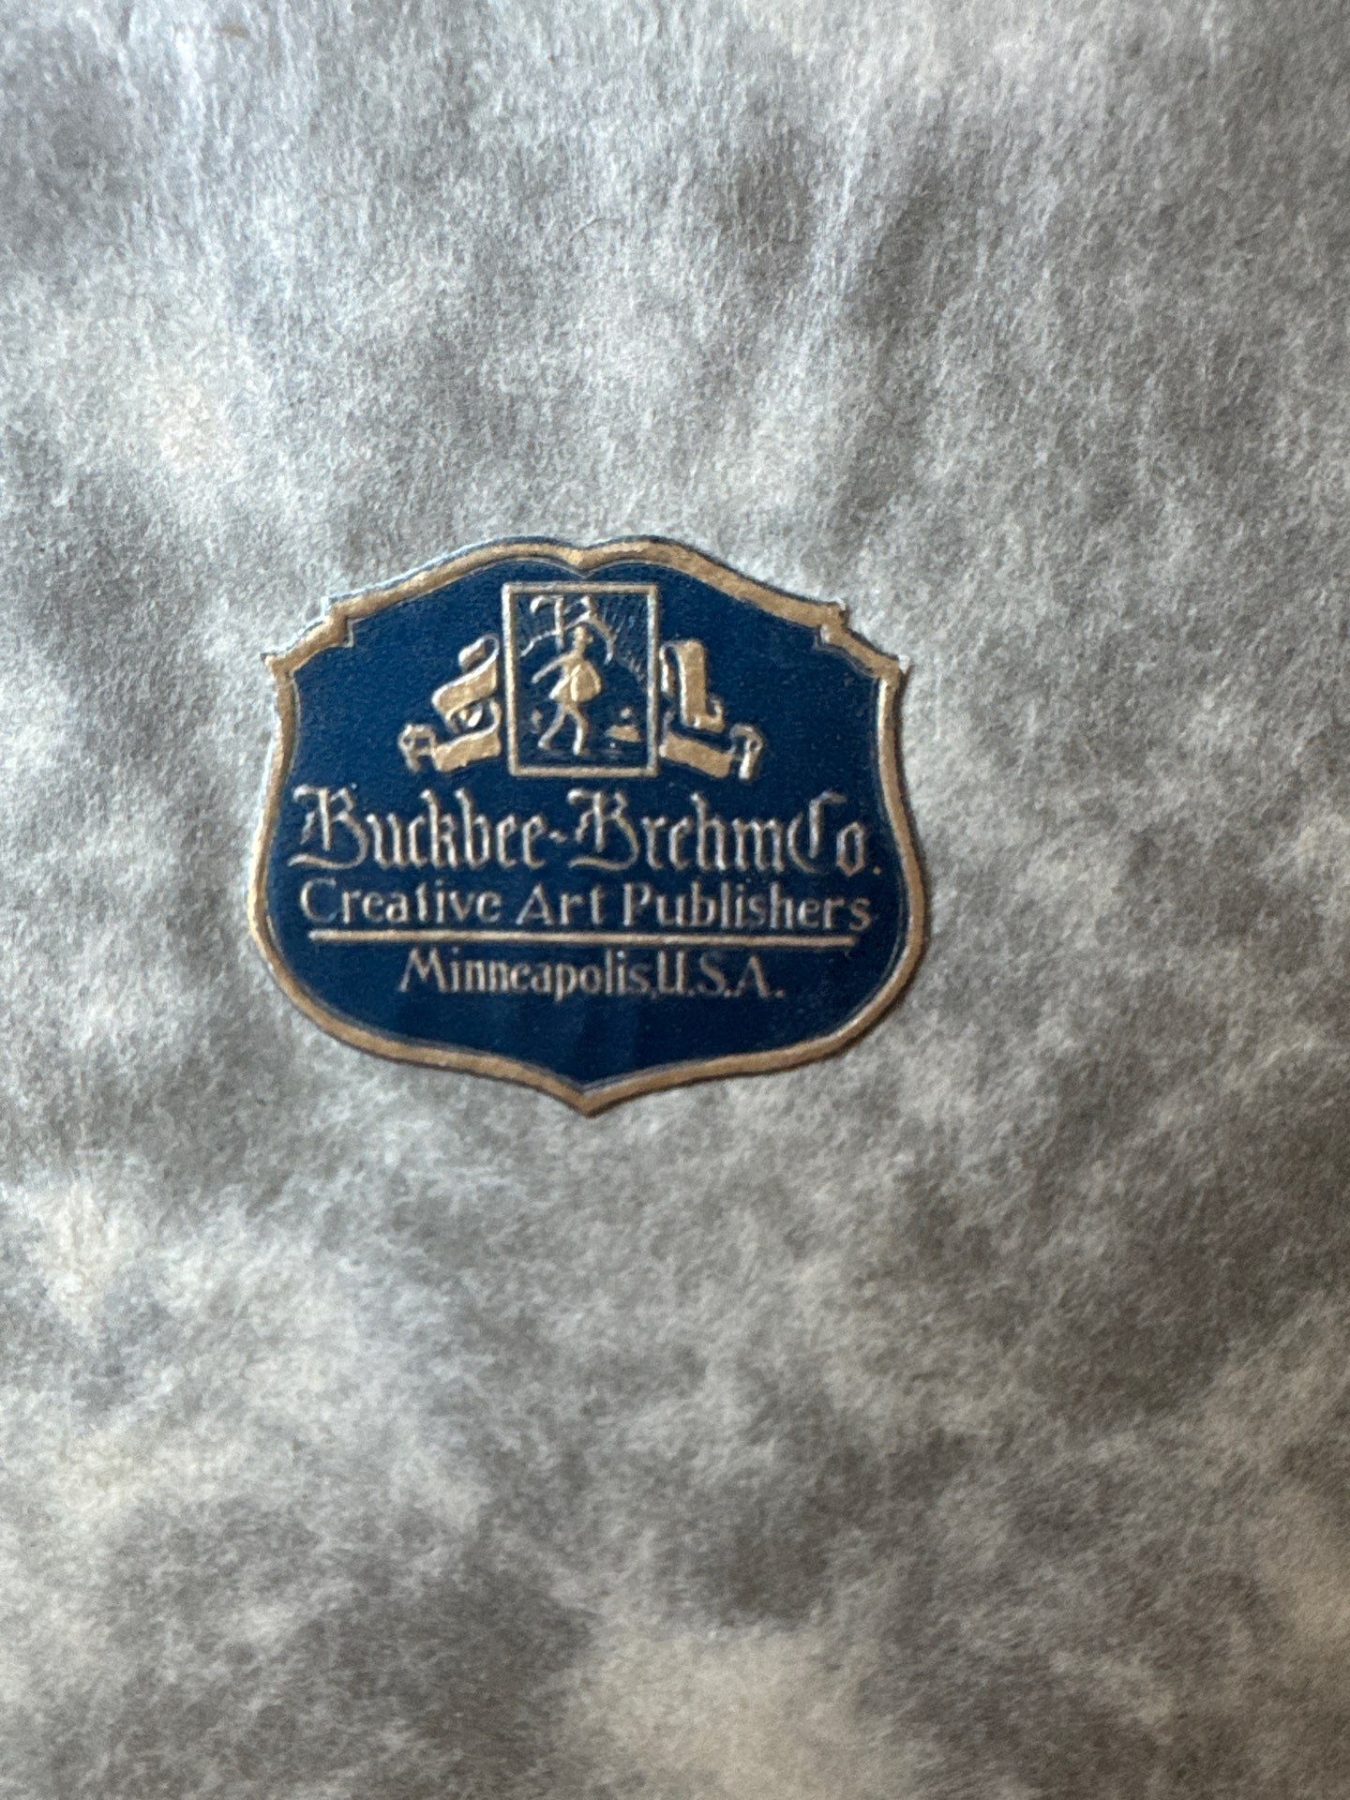 Buckbee-Brehm Co.
Creative Art Publishers
Minneapolis, U.S.A.